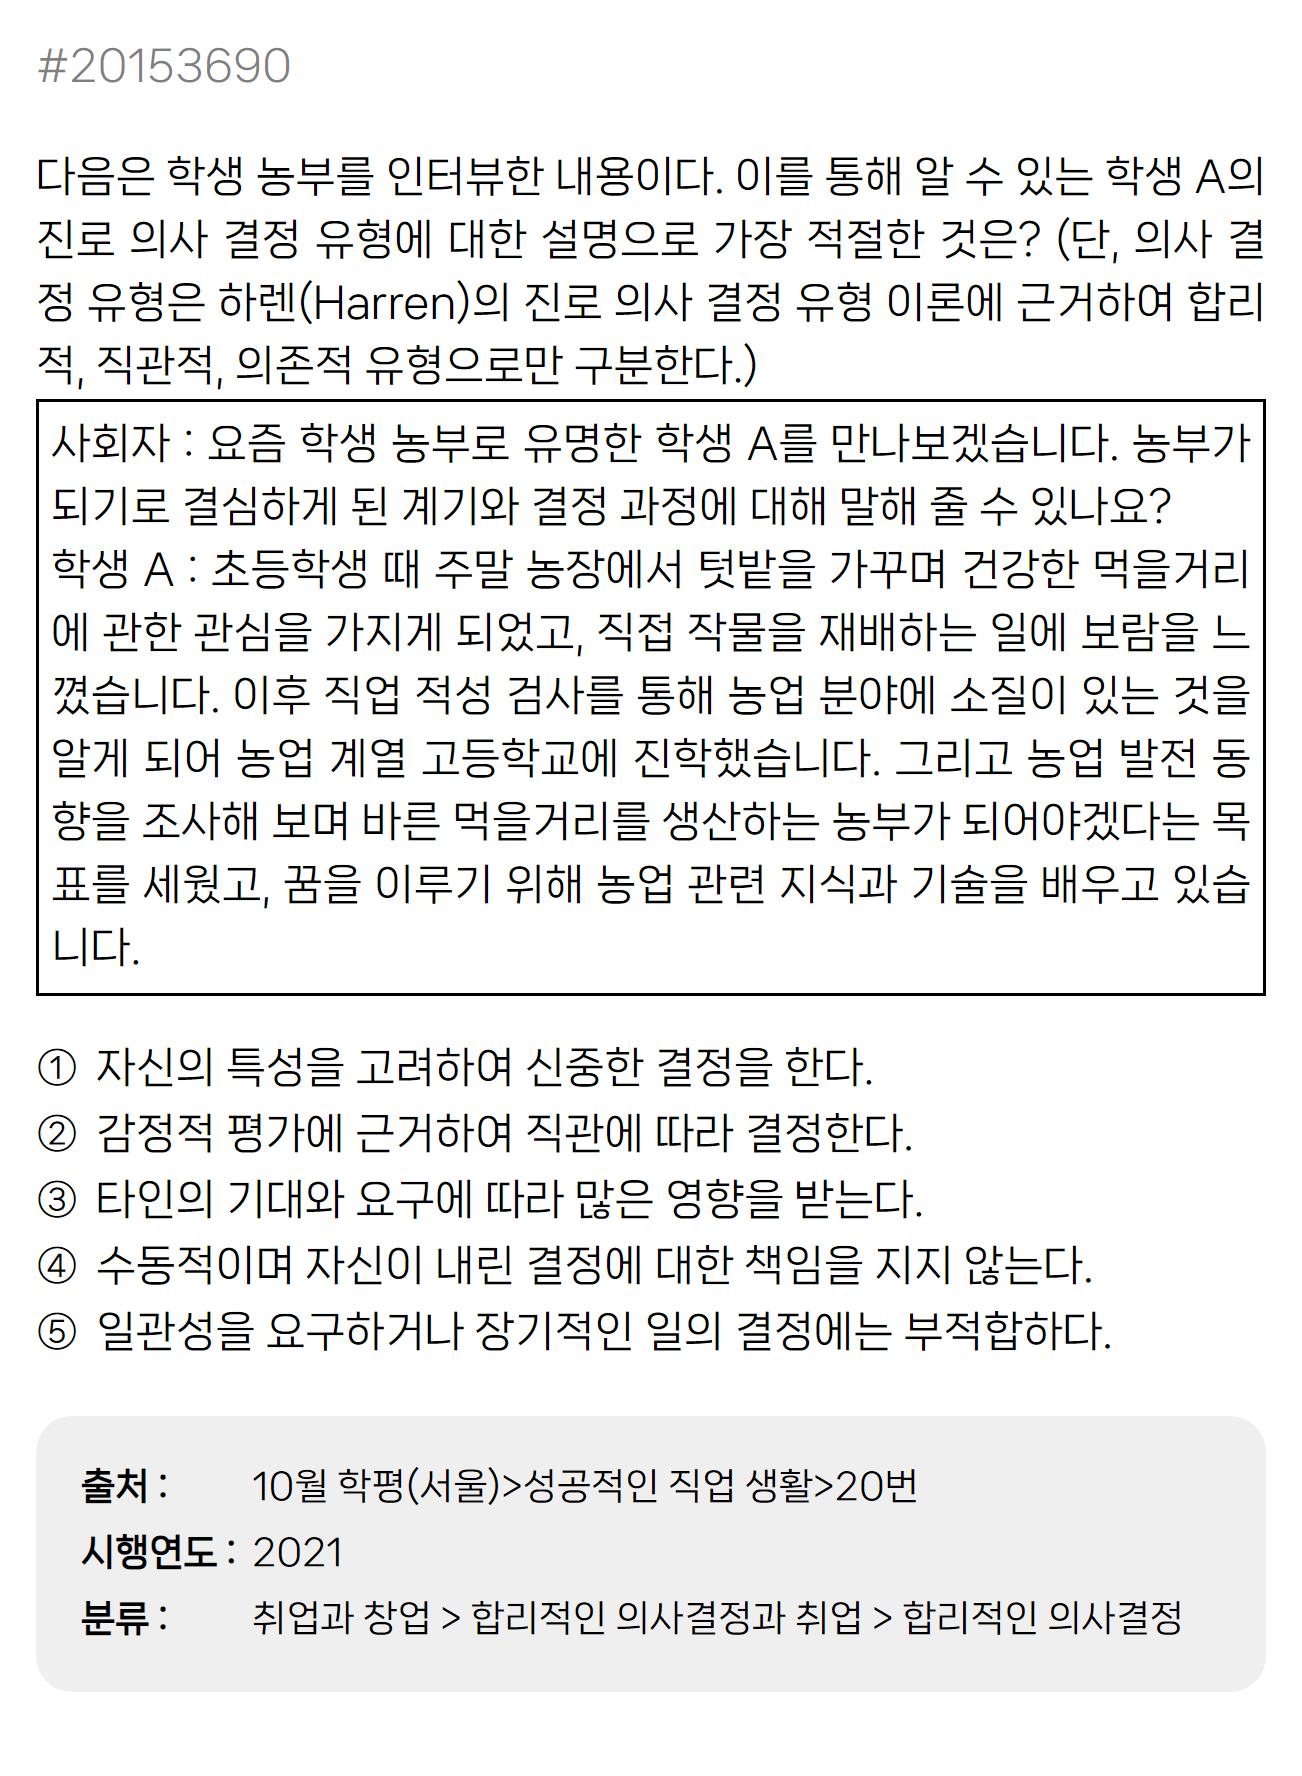 #20153690
다음은 학생 농부를 인터뷰한 내용이다. 이를 통해 알 수 있는 학생 A의
진로 의사 결정 유형에 대한 설명으로 가장 적절한 것은? (단, 의사 결
정 유형은 하렌(Harren)의 진로 의사 결정 유형 이론에 근거하여 합리
적, 직관적, 의존적 유형으로만 구분한다.)
사회자 : 요즘 학생 농부로 유명한 학생 A를 만나보겠습니다. 농부가
되기로 결심하게 된 계기와 결정 과정에 대해 말해 줄 수 있나요?
학생 A : 초등학생 때 주말 농장에서 텃밭을 가꾸며 건강한 먹을거리
에 관한 관심을 가지게 되었고, 직접 작물을 재배하는 일에 보람을 느
꼈습니다. 이후 직업 적성 검사를 통해 농업 분야에 소질이 있는 것을
알게 되어 농업 계열 고등학교에 진학했습니다. 그리고 농업 발전 동
향을 조사해 보며 바른 먹을거리를 생산하는 농부가 되어야겠다는 목
표를 세웠고, 꿈을 이루기 위해 농업 관련 지식과 기술을 배우고 있습
니다.
① 자신의 특성을 고려하여 신중한 결정을 한다.
② 감정적 평가에 근거하여 직관에 따라 결정한다.
③ 타인의 기대와 요구에 따라 많은 영향을 받는다.
④ 수동적이며 자신이 내린 결정에 대한 책임을 지지 않는다.
⑤ 일관성을 요구하거나 장기적인 일의 결정에는 부적합하다.
출처 : 10월 학평(서울)>성공적인 직업 생활>20번
시행연도 : 2021
분류 : 취업과 창업 > 합리적인 의사결정과 취업 > 합리적인 의사결정